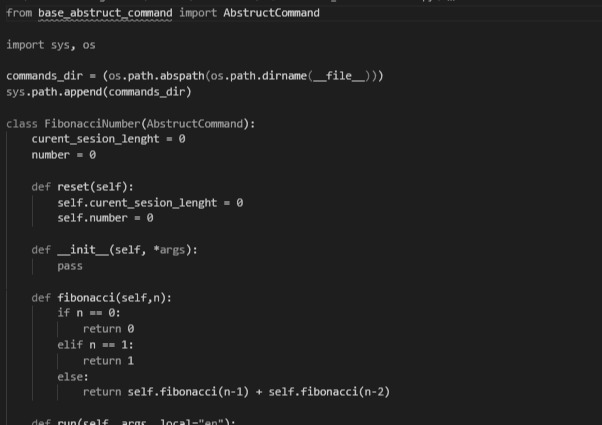 from base_abstruct_command import AbstructCommand
import sys, os
commands_dir = (os.path.abspath(os.path.dirname(__file__)))
sys.path.append(commands_dir)
class FibonacciNumber(AbstructCommand):
curent_sesion_lenght = 0
number = 0
def reset(self):
self.curent_sesion_lenght = 0
self.number = 0
def __init__(self, *args):
pass
def fibonacci(self,n):
if n == 0:
return 0
elif n == 1:
return 1
else:
return self.fibonacci(n-1) + self.fibonacci(n-2)
def run(self, args, local="en"):